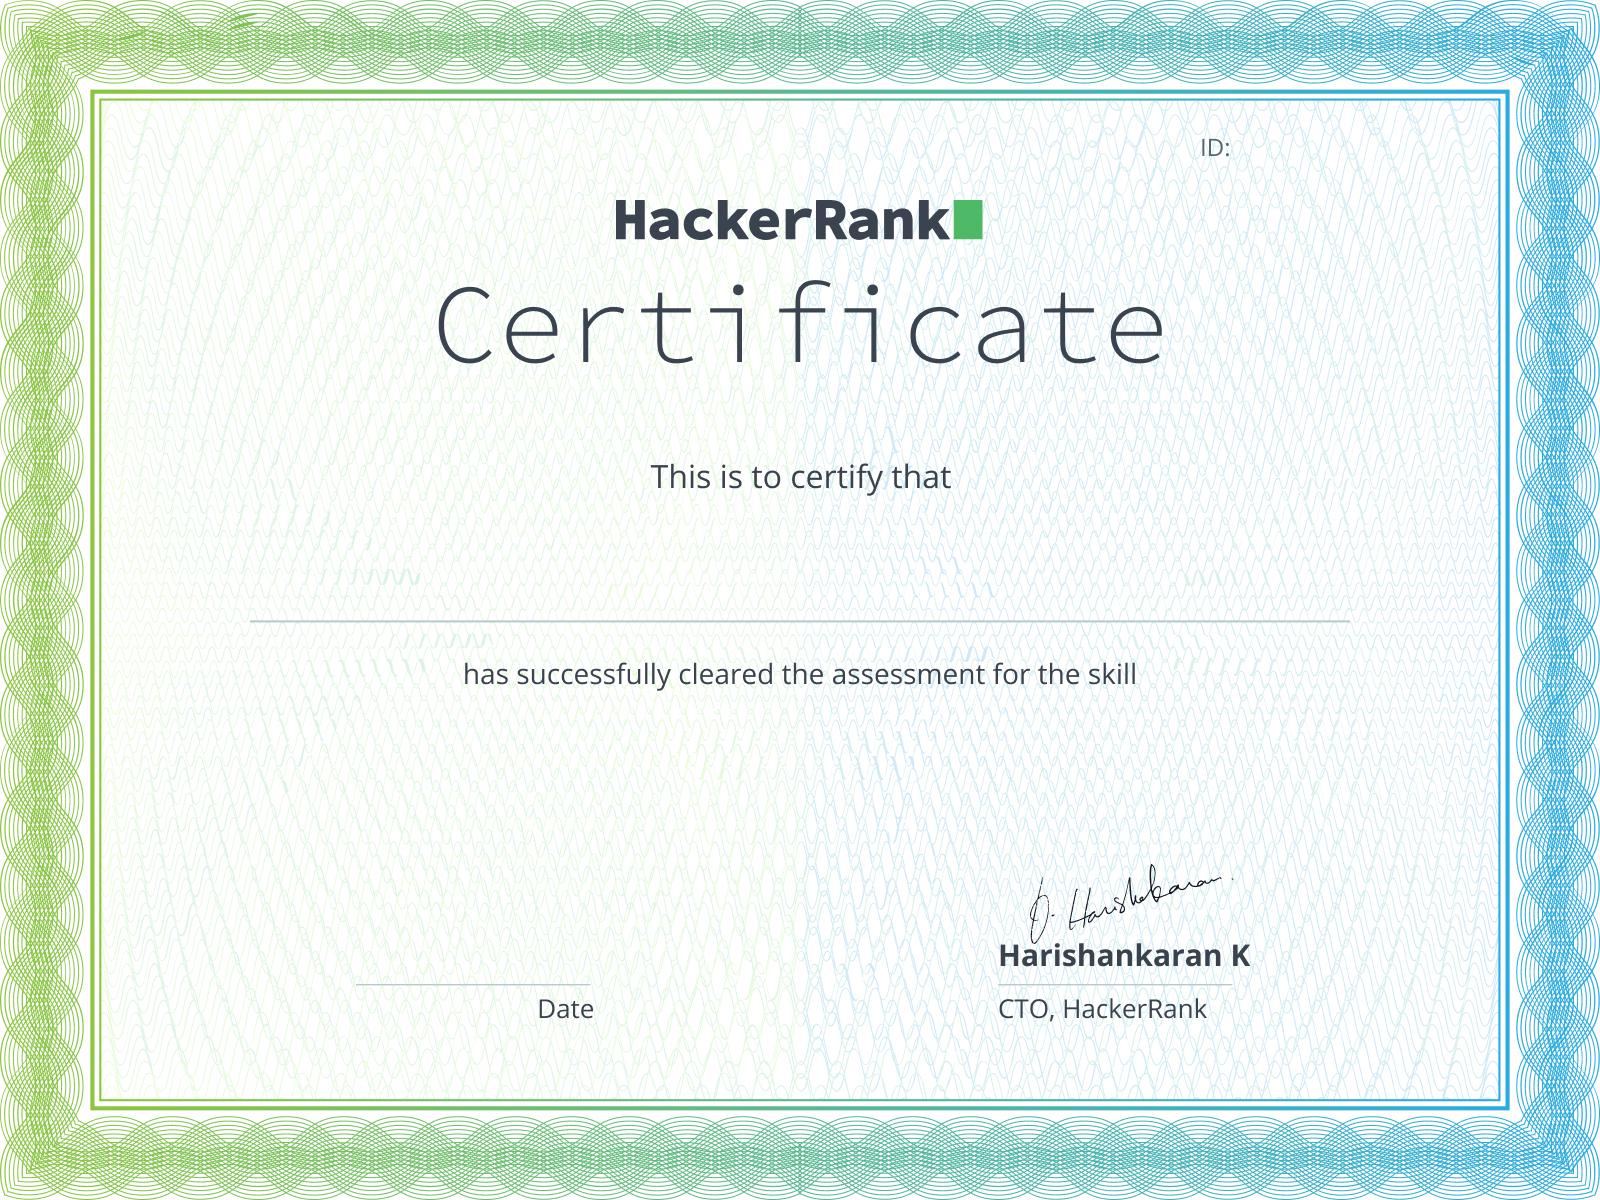 ID:
HackerRank
Certificate
This is to certify that
has successfully cleared the assessment for the skill
Harishankaran K
Date
CTO, HackerRank